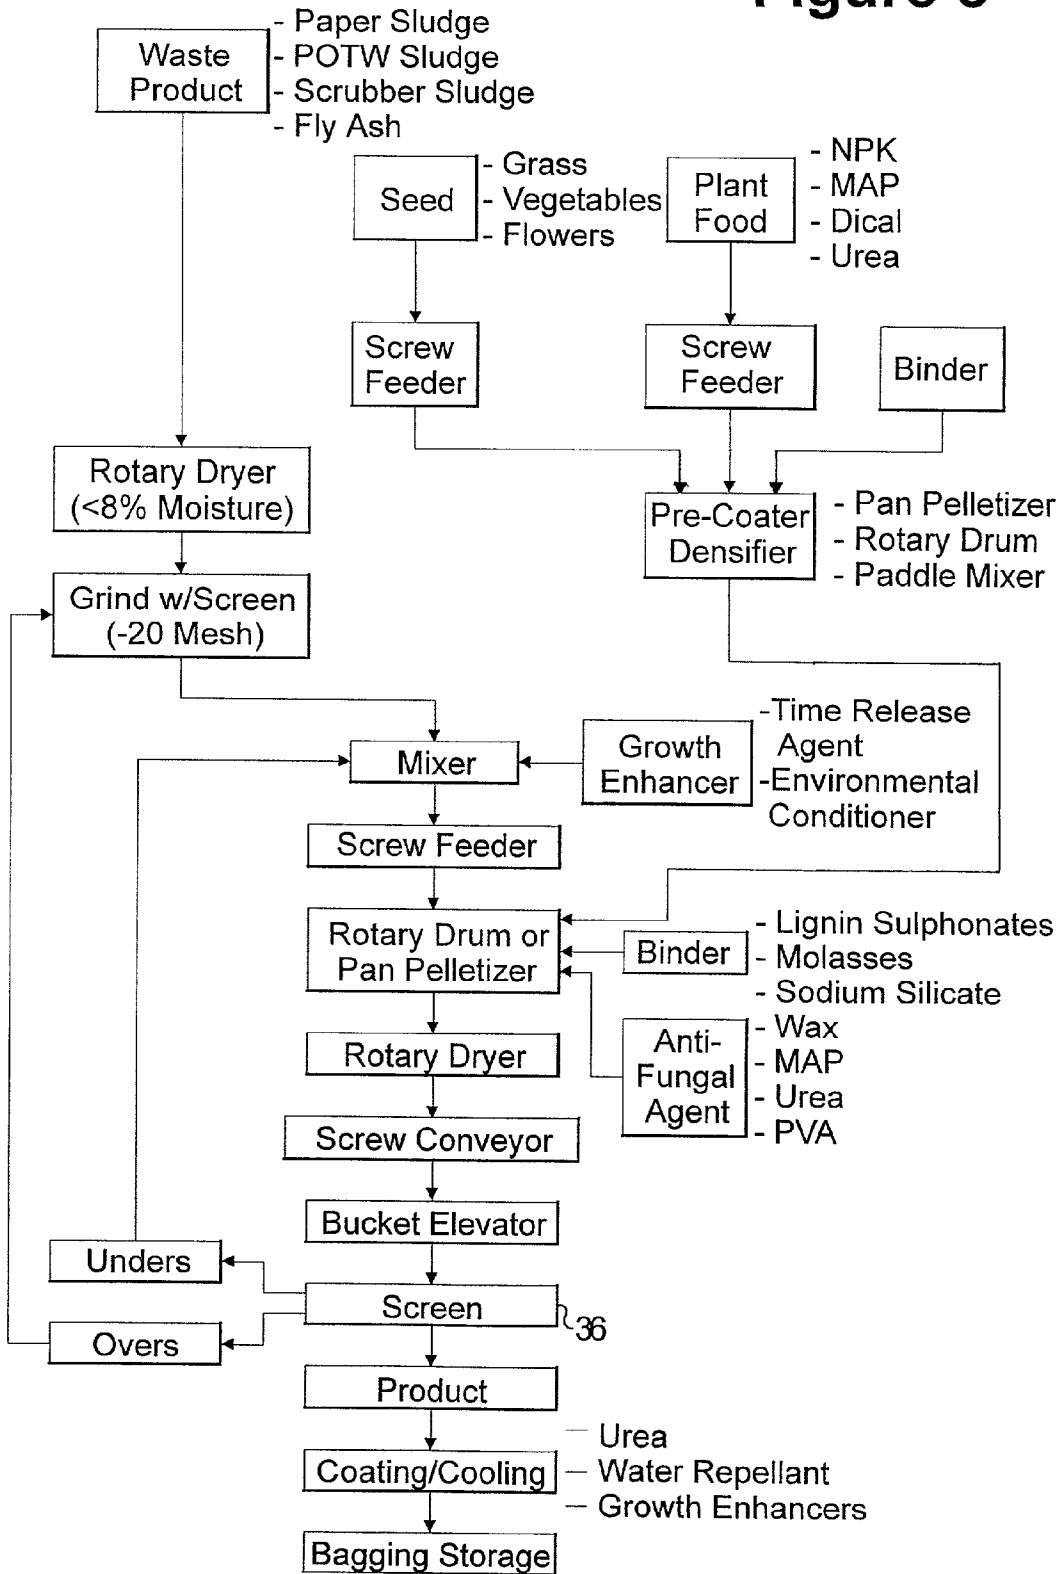 Waste
Product
- Paper Sludge
- POTW Sludge
- Scrubber Sludge
- Fly Ash
Seed
- Grass
- Vegetables
- Flowers
Plant
Food
- NPK
- MAP
- Dical
- Urea
Screw
Feeder
Screw
Feeder
Binder
Rotary Dryer
(<8% Moisture)
Pre-Coater
Densifier
- Pan Pelletizer
- Rotary Drum
- Paddle Mixer
Grind w/Screen
(-20 Mesh)
Mixer
Growth
Enhancer
-Time Release
Agent
-Environmental
Conditioner
Screw Feeder
Rotary Drum or
Pan Pelletizer
Binder
- Lignin Sulphonates
- Molasses
- Sodium Silicate
- Wax
- MAP
- Urea
- PVA
Anti-
Fungal
Agent
Rotary Dryer
Screw Conveyor
Bucket Elevator
Unders
Screen
36
Overs
Product
Coating/Cooling
— Urea
— Water Repellant
— Growth Enhancers
Bagging Storage